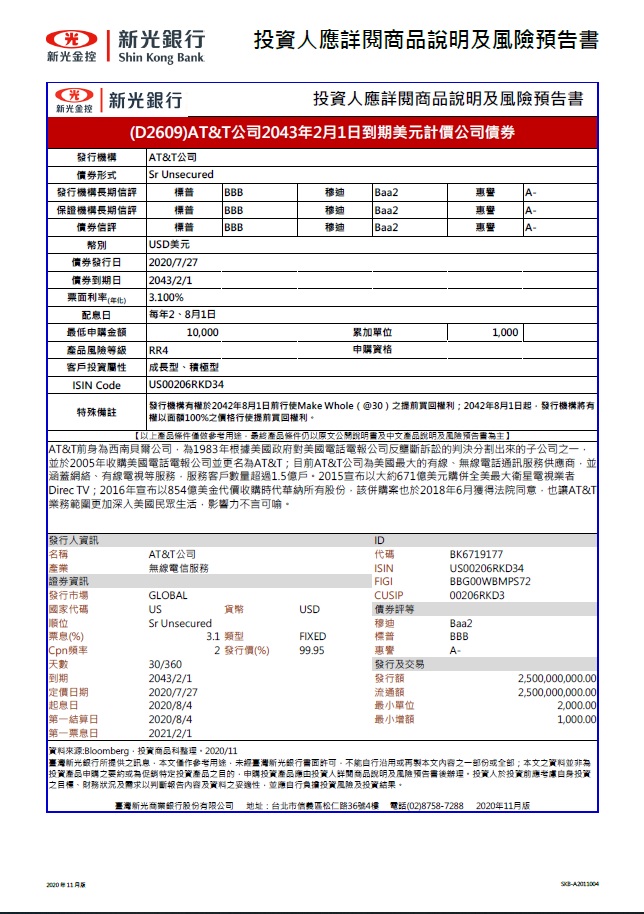 新光金控 新光銀行 Shin Kong Bank 投資人應詳閱商品說明及風險預告書
新光金控 新光銀行 投資人應詳閱商品說明及風險預告書
(D2609)AT&T公司2043年2月1日到期美元計價公司債券
發行機構 AT&T公司
債券形式 Sr Unsecured
發行機構長期信評 標普 BBB 穆迪 Baa2 惠譽 A-
保證機構長期信評 標普 BBB 穆迪 Baa2 惠譽 A-
債券信評 標普 BBB 穆迪 Baa2 惠譽 A-
幣別 USD美元
債券發行日 2020/7/27
債券到期日 2043/2/1
票面利率(年化) 3.100%
配息日 每年2、8月1日
最低申購金額 10,000 累加單位 1,000
產品風險等級 RR4 申購資格
客戶投資屬性 成長型、積極型
ISIN Code US00206RKD34
特殊備註 發行機構有權於2042年8月1日前行使Make Whole（@30）之提前買回權利；2042年8月1日起，發行機構將有
權以面額100%之價格行使提前買回權利。
【以上產品條件僅做參考用途，最終產品條件仍以原文公開說明書及中文產品說明及風險預告書為主】
AT&T前身為西南貝爾公司，為1983年根據美國政府對美國電話電報公司反壟斷訴訟的判決分割出來的子公司之一，
並於2005年收購美國電話電報公司並更名為AT&T；目前AT&T公司為美國最大的有線、無線電話通訊服務供應商，並
涵蓋網絡、有線電視等服務，服務客戶數量超過1.5億戶。2015宣布以大約671億美元購併全美最大衛星電視業者
Direc TV；2016年宣布以854億美金代價收購時代華納所有股份，該併購案也於2018年6月獲得法院同意，也讓AT&T
業務範圍更加深入美國民眾生活，影響力不言可喻。
發行人資訊 ID
名稱 AT&T公司 代碼 BK6719177
產業 無線電信服務 ISIN US00206RKD34
證券資訊 FIGI BBG00WBMPS72
發行市場 GLOBAL CUSIP 00206RKD3
國家代碼 US 貨幣 USD 債券評等
順位 Sr Unsecured 穆迪 Baa2
票息(%) 3.1 類型 FIXED 標普 BBB
Cpn頻率 2 發行價(%) 99.95 惠譽 A-
天數 30/360 發行及交易
到期 2043/2/1 發行額 2,500,000,000.00
定價日期 2020/7/27 流通額 2,500,000,000.00
起息日 2020/8/4 最小單位 2,000.00
第一結算日 2020/8/4 最小增額 1,000.00
第一票息日 2021/2/1
資料來源:Bloomberg，投資商品科整理。2020/11
臺灣新光銀行所提供之訊息，本文僅作參考用途，未經臺灣新光銀行書面許可，不能自行沿用或再製本文內容之一部份或全部；本文之資料並非為
投資產品申購之要約或為促銷特定投資產品之目的，申購投資產品應由投資人詳閱商品說明及風險預告書後辦理。投資人於投資前應考慮自身投資
之目標、財務狀況及需求以判斷報告內容及資料之妥適性，並應自行負擔投資風險及投資結果。
臺灣新光商業銀行股份有限公司 地址：台北市信義區松仁路36號4樓 電話(02)8758-7288 2020年11月版
2020 年 11 月版 SKB-A2011004